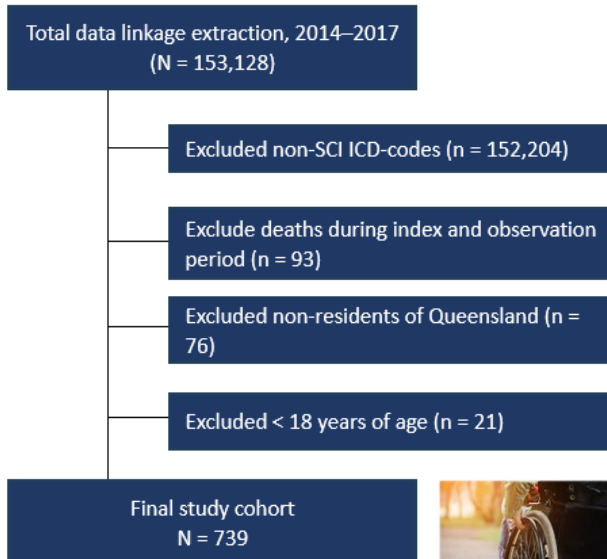 Total data linkage extraction, 2014–2017
(N = 153,128)
Excluded non-SCI ICD-codes (n = 152,204)
Exclude deaths during index and observation
period (n = 93)
Excluded non-residents of Queensland (n =
76)
Excluded < 18 years of age (n = 21)
Final study cohort
N = 739